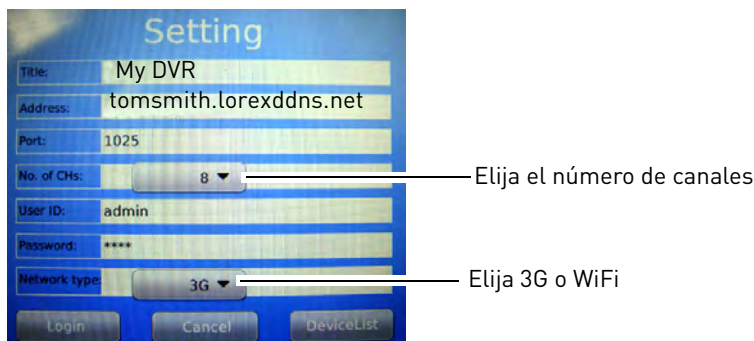 Setting
Title: My DVR
Address: tomsmith.lorexddns.net
Port: 1025
No. of CHs: 8
Elija el número de canales
User ID: admin
Password: ****
Network type: 3G
Elija 3G o WiFi
Login Cancel DeviceList